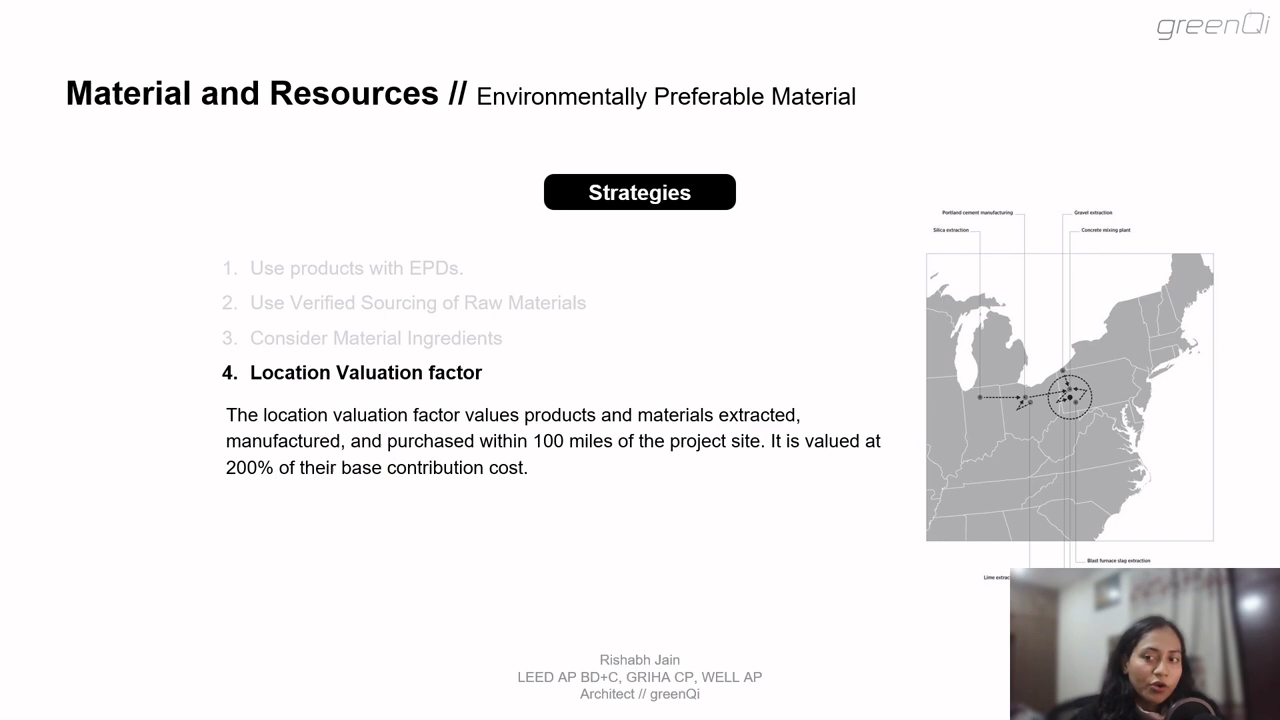 greenQi
Material and Resources // Environmentally Preferable Material
Strategies
Portland cement manufacturing
Gravel extraction
Silica extraction
Concrete mixing plant
1. Use products with EPDs.
2. Use Verified Sourcing of Raw Materials
3. Consider Material Ingredients
4. Location Valuation factor
The location valuation factor values products and materials extracted,
manufactured, and purchased within 100 miles of the project site. It is valued at
200% of their base contribution cost.
Blast furnace slag extraction
Lime
Rishabh Jain
LEED AP BD+C, GRIHA CP, WELL AP
Architect // greenQi